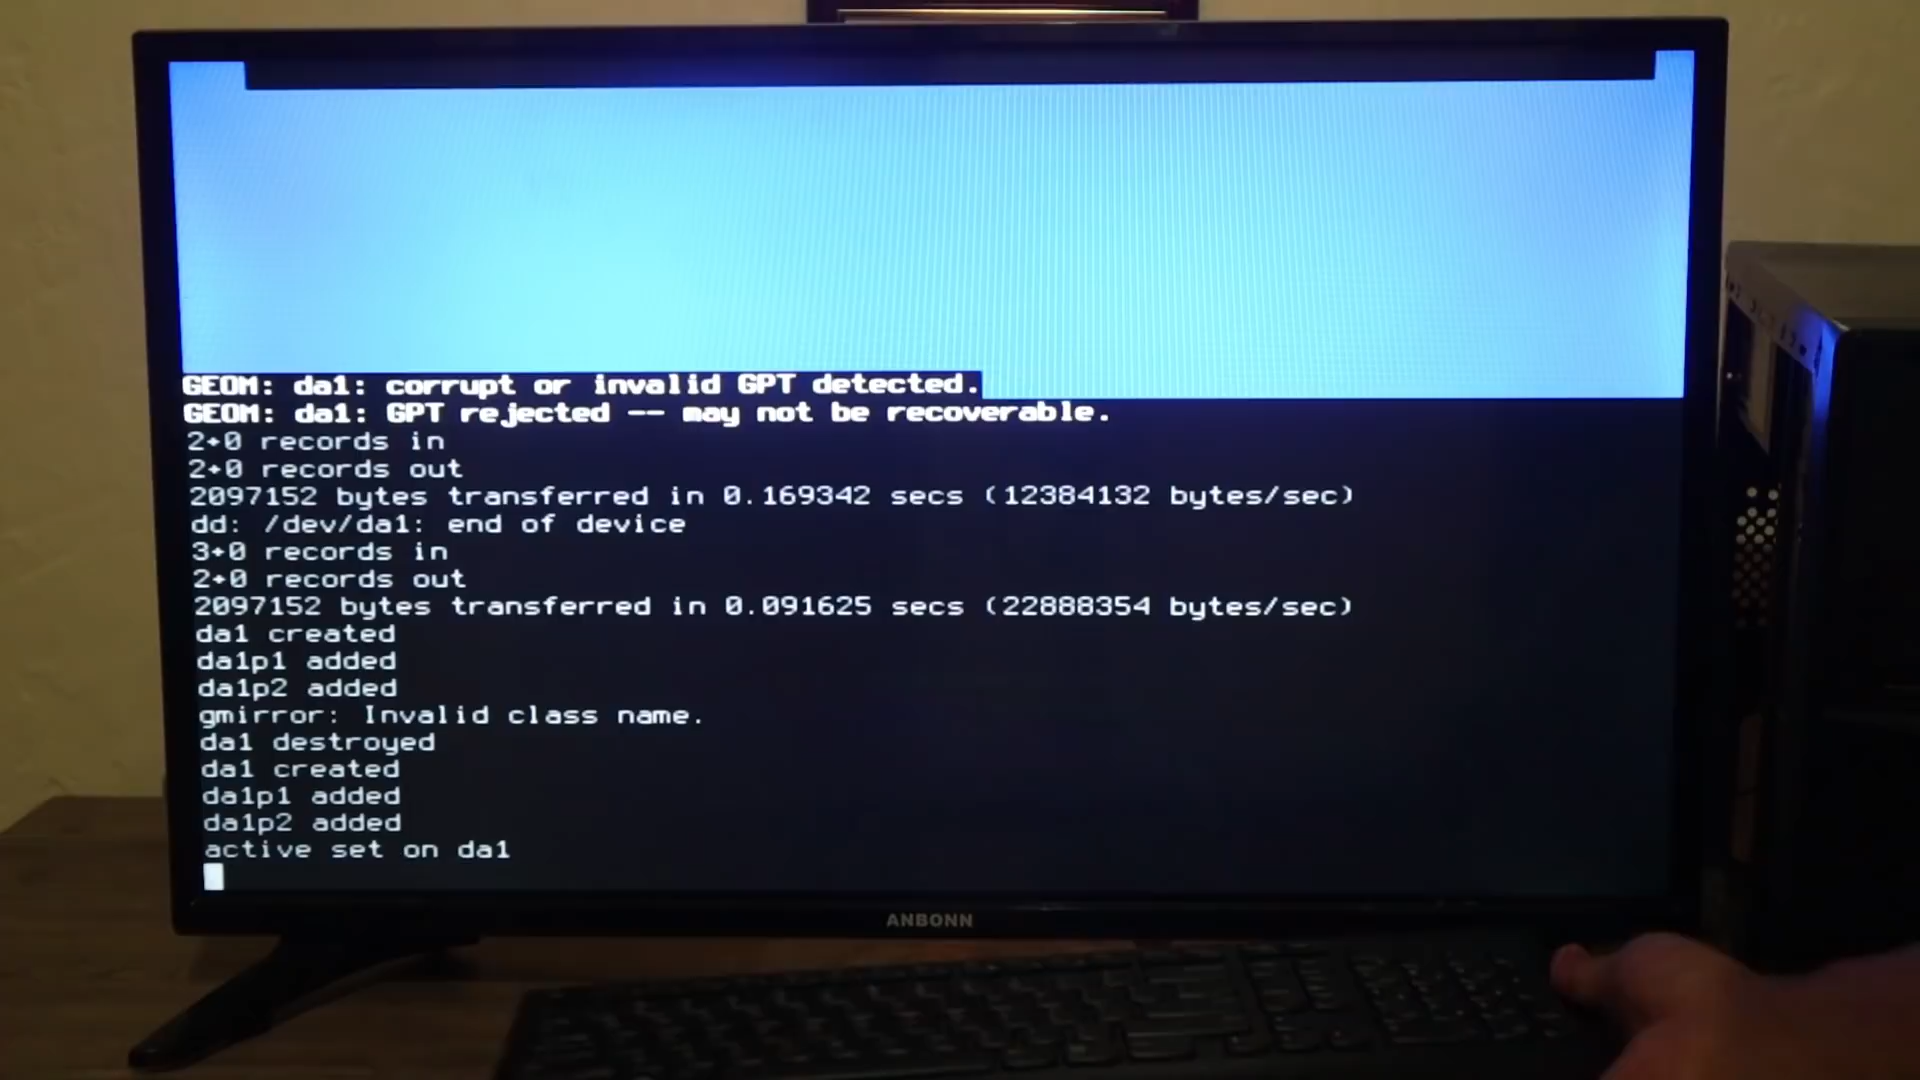 GEOM: da1: corrupt or invalid GPT detected.
GEOM: da1: GPT rejected -- may not be recoverable.
2+0 records in
2+0 records out
2097152 bytes transferred in 0.169342 secs (12384132 bytes/sec)
dd: /dev/da1: end of device
3+0 records in
2+0 records out
2097152 bytes transferred in 0.091625 secs (22888354 bytes/sec)
da1 created
da1p1 added
da1p2 added
gmirror: Invalid class name.
da1 destroyed
da1 created
da1p1 added
da1p2 added
active set on da1
ANBONN